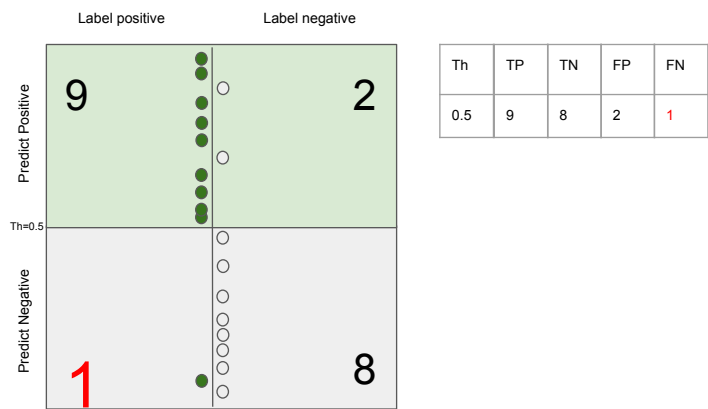 Label positive Label negative
Predict Positive
9 2
Th=0.5
Predict Negative
1 8
Th TP TN FP FN
0.5 9 8 2 1